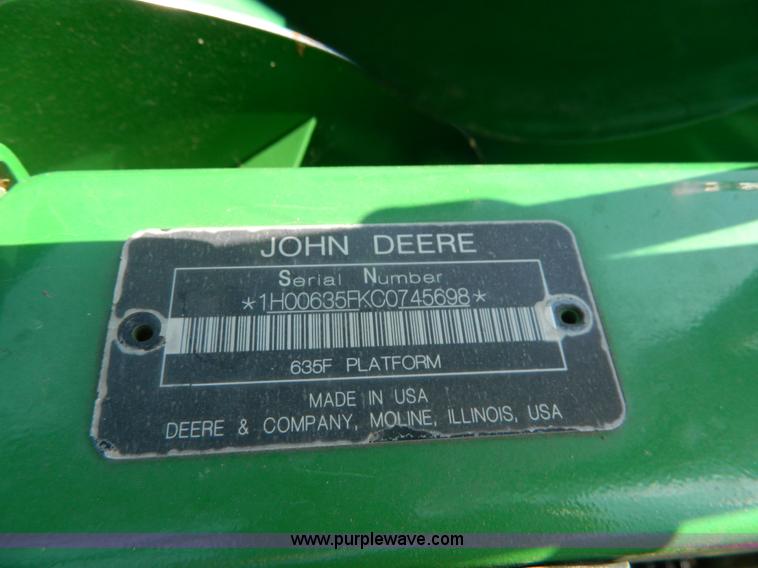 JOHN DEERE
Serial Number
*1H00635FKC0745698*
635F PLATFORM
MADE IN USA
DEERE & COMPANY, MOLINE, ILLINOIS, USA
www.purplewave.com